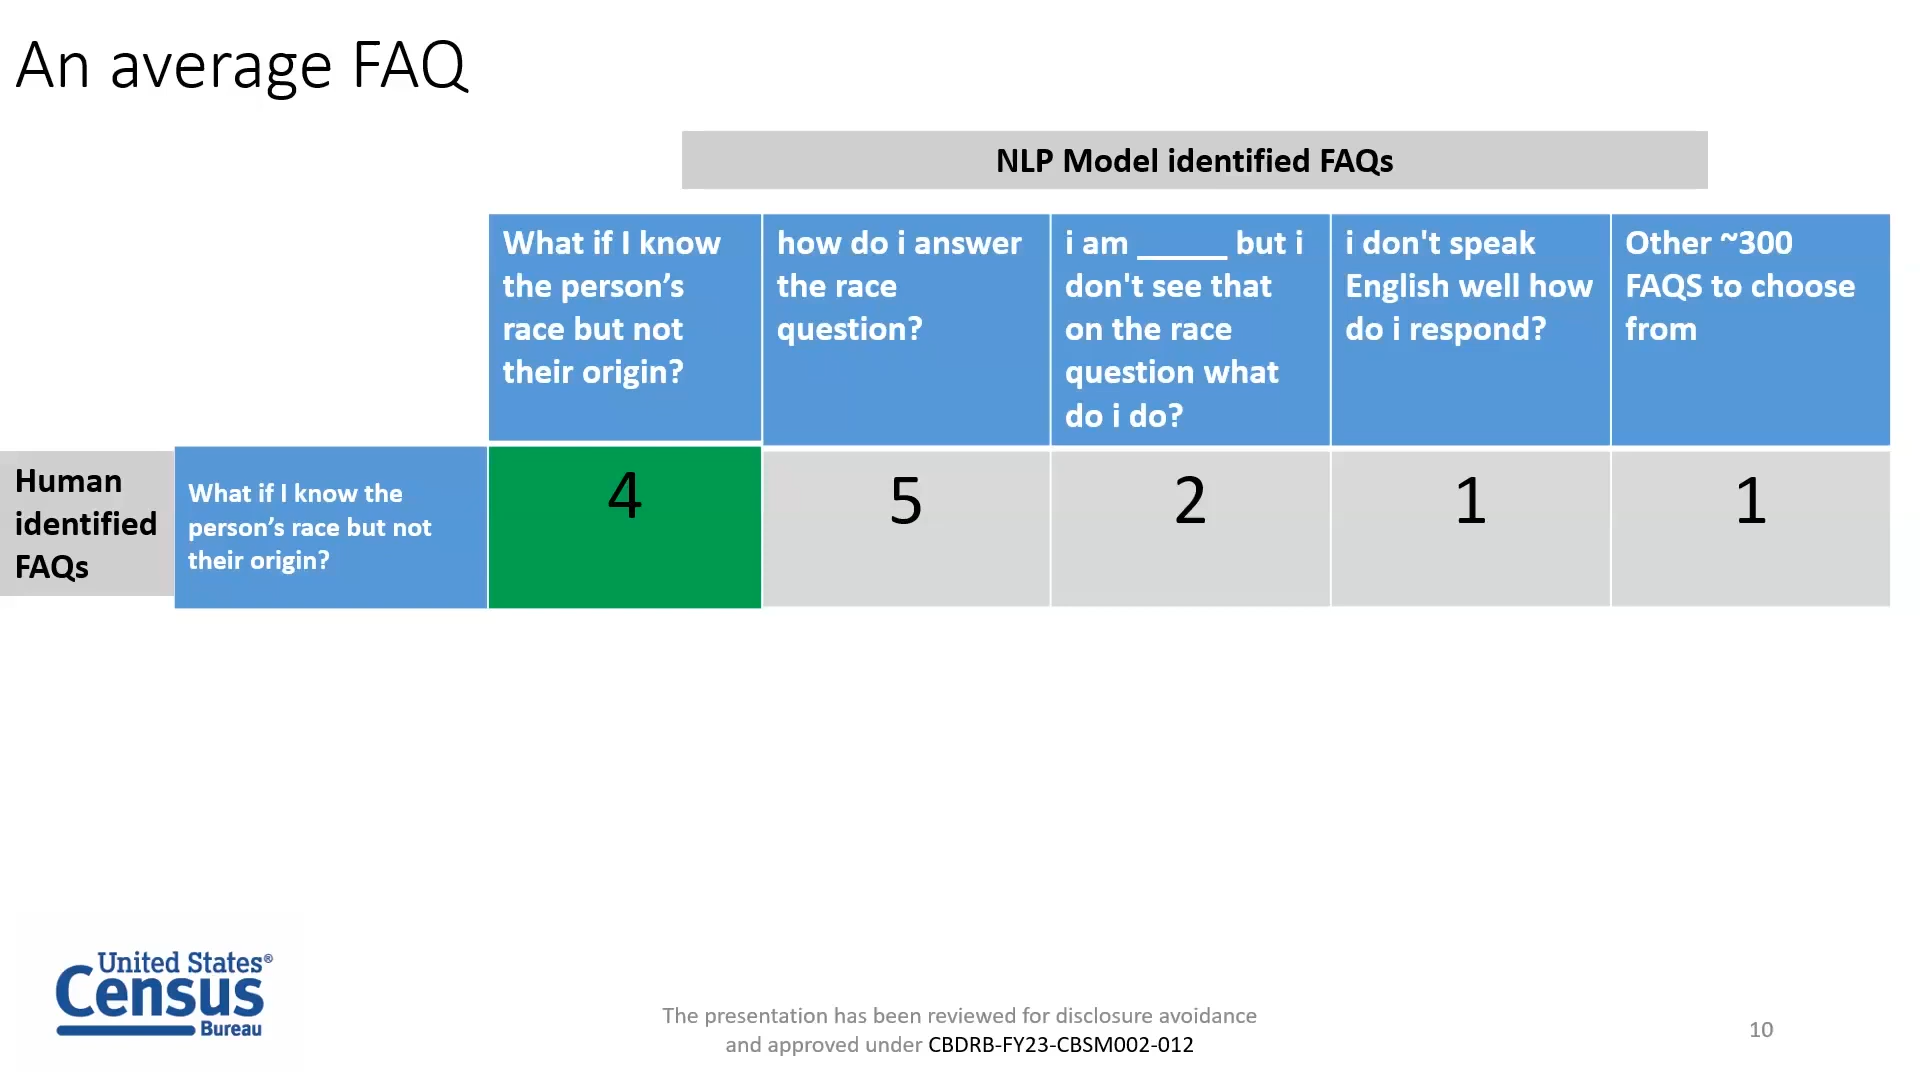 An average FAQ
NLP Model identified FAQs
What if I know
the person’s
race but not
their origin?
how do i answer
the race
question?
i am _____ but i
don't see that
on the race
question what
do i do?
i don't speak
English well how
do i respond?
Other ~300
FAQS to choose
from
Human
identified
FAQs
What if I know the
person’s race but not
their origin?
4
5
2
1
1
United States®
Census
Bureau
The presentation has been reviewed for disclosure avoidance
and approved under CBDRB-FY23-CBSM002-012
10